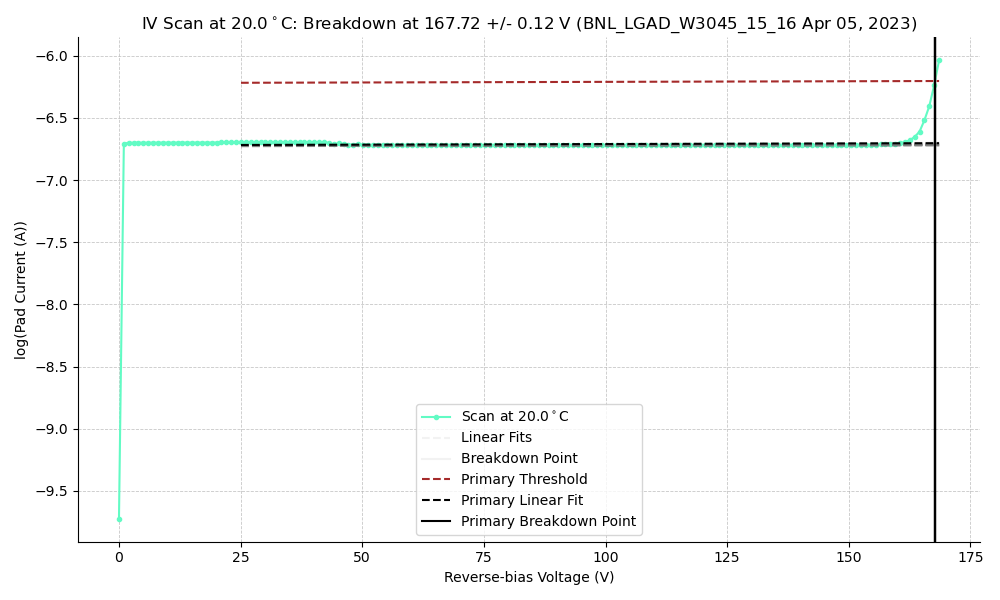 IV Scan at 20.0°C: Breakdown at 167.72 +/- 0.12 V (BNL_LGAD_W3045_15_16 Apr 05, 2023)
log(Pad Current (A))
−6.0
−6.5
−7.0
−7.5
−8.0
−8.5
−9.0
−9.5
Scan at 20.0°C
Linear Fits
Breakdown Point
Primary Threshold
Primary Linear Fit
Primary Breakdown Point
0 25 50 75 100 125 150 175
Reverse-bias Voltage (V)